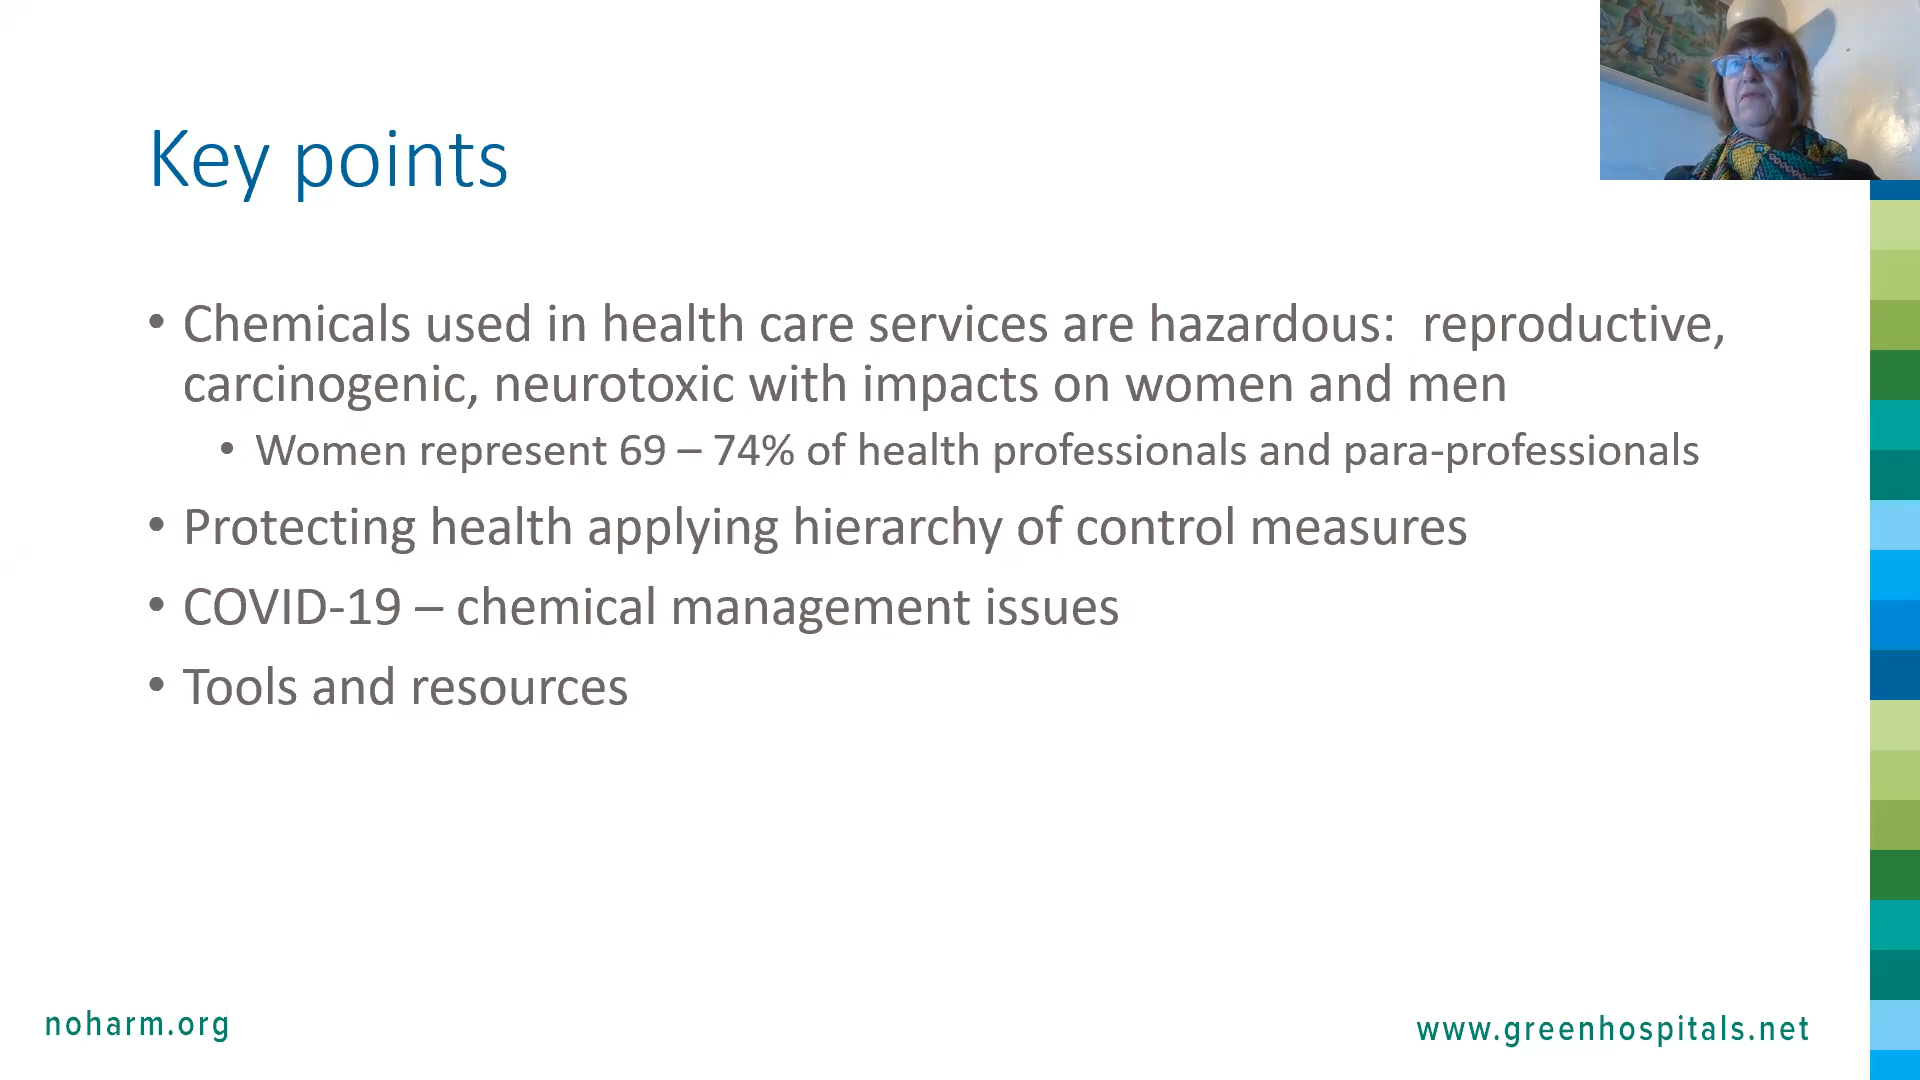 Key points
• Chemicals used in health care services are hazardous:  reproductive,
carcinogenic, neurotoxic with impacts on women and men
• Women represent 69 – 74% of health professionals and para-professionals
• Protecting health applying hierarchy of control measures
• COVID-19 – chemical management issues
• Tools and resources
noharm.org
www.greenhospitals.net